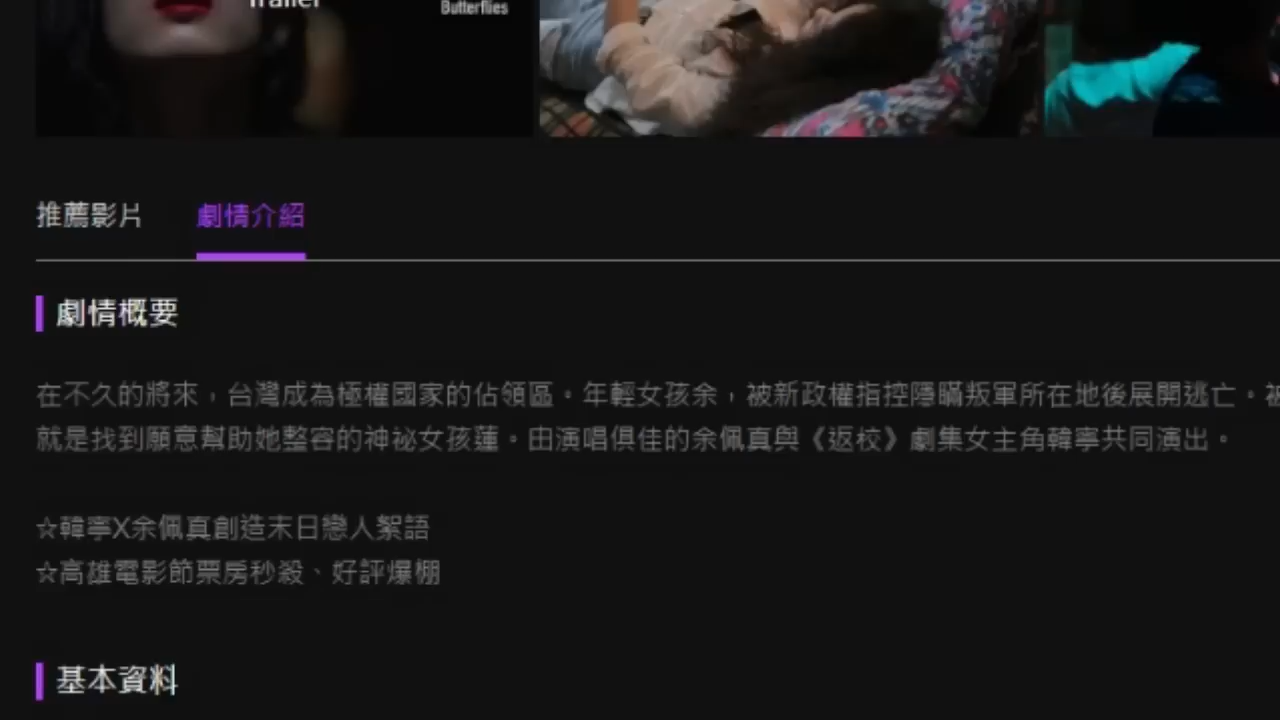 Trailer
Butterflies
推薦影片 劇情介紹
劇情概要
在不久的將來，台灣成為極權國家的佔領區。年輕女孩余，被新政權指控隱瞞叛軍所在地後展開逃亡。被
就是找到願意幫助她整容的神祕女孩蓮。由演唱俱佳的余佩真與《返校》劇集女主角韓寧共同演出。
☆韓寧X余佩真創造末日戀人絮語
☆高雄電影節票房秒殺、好評爆棚
基本資料